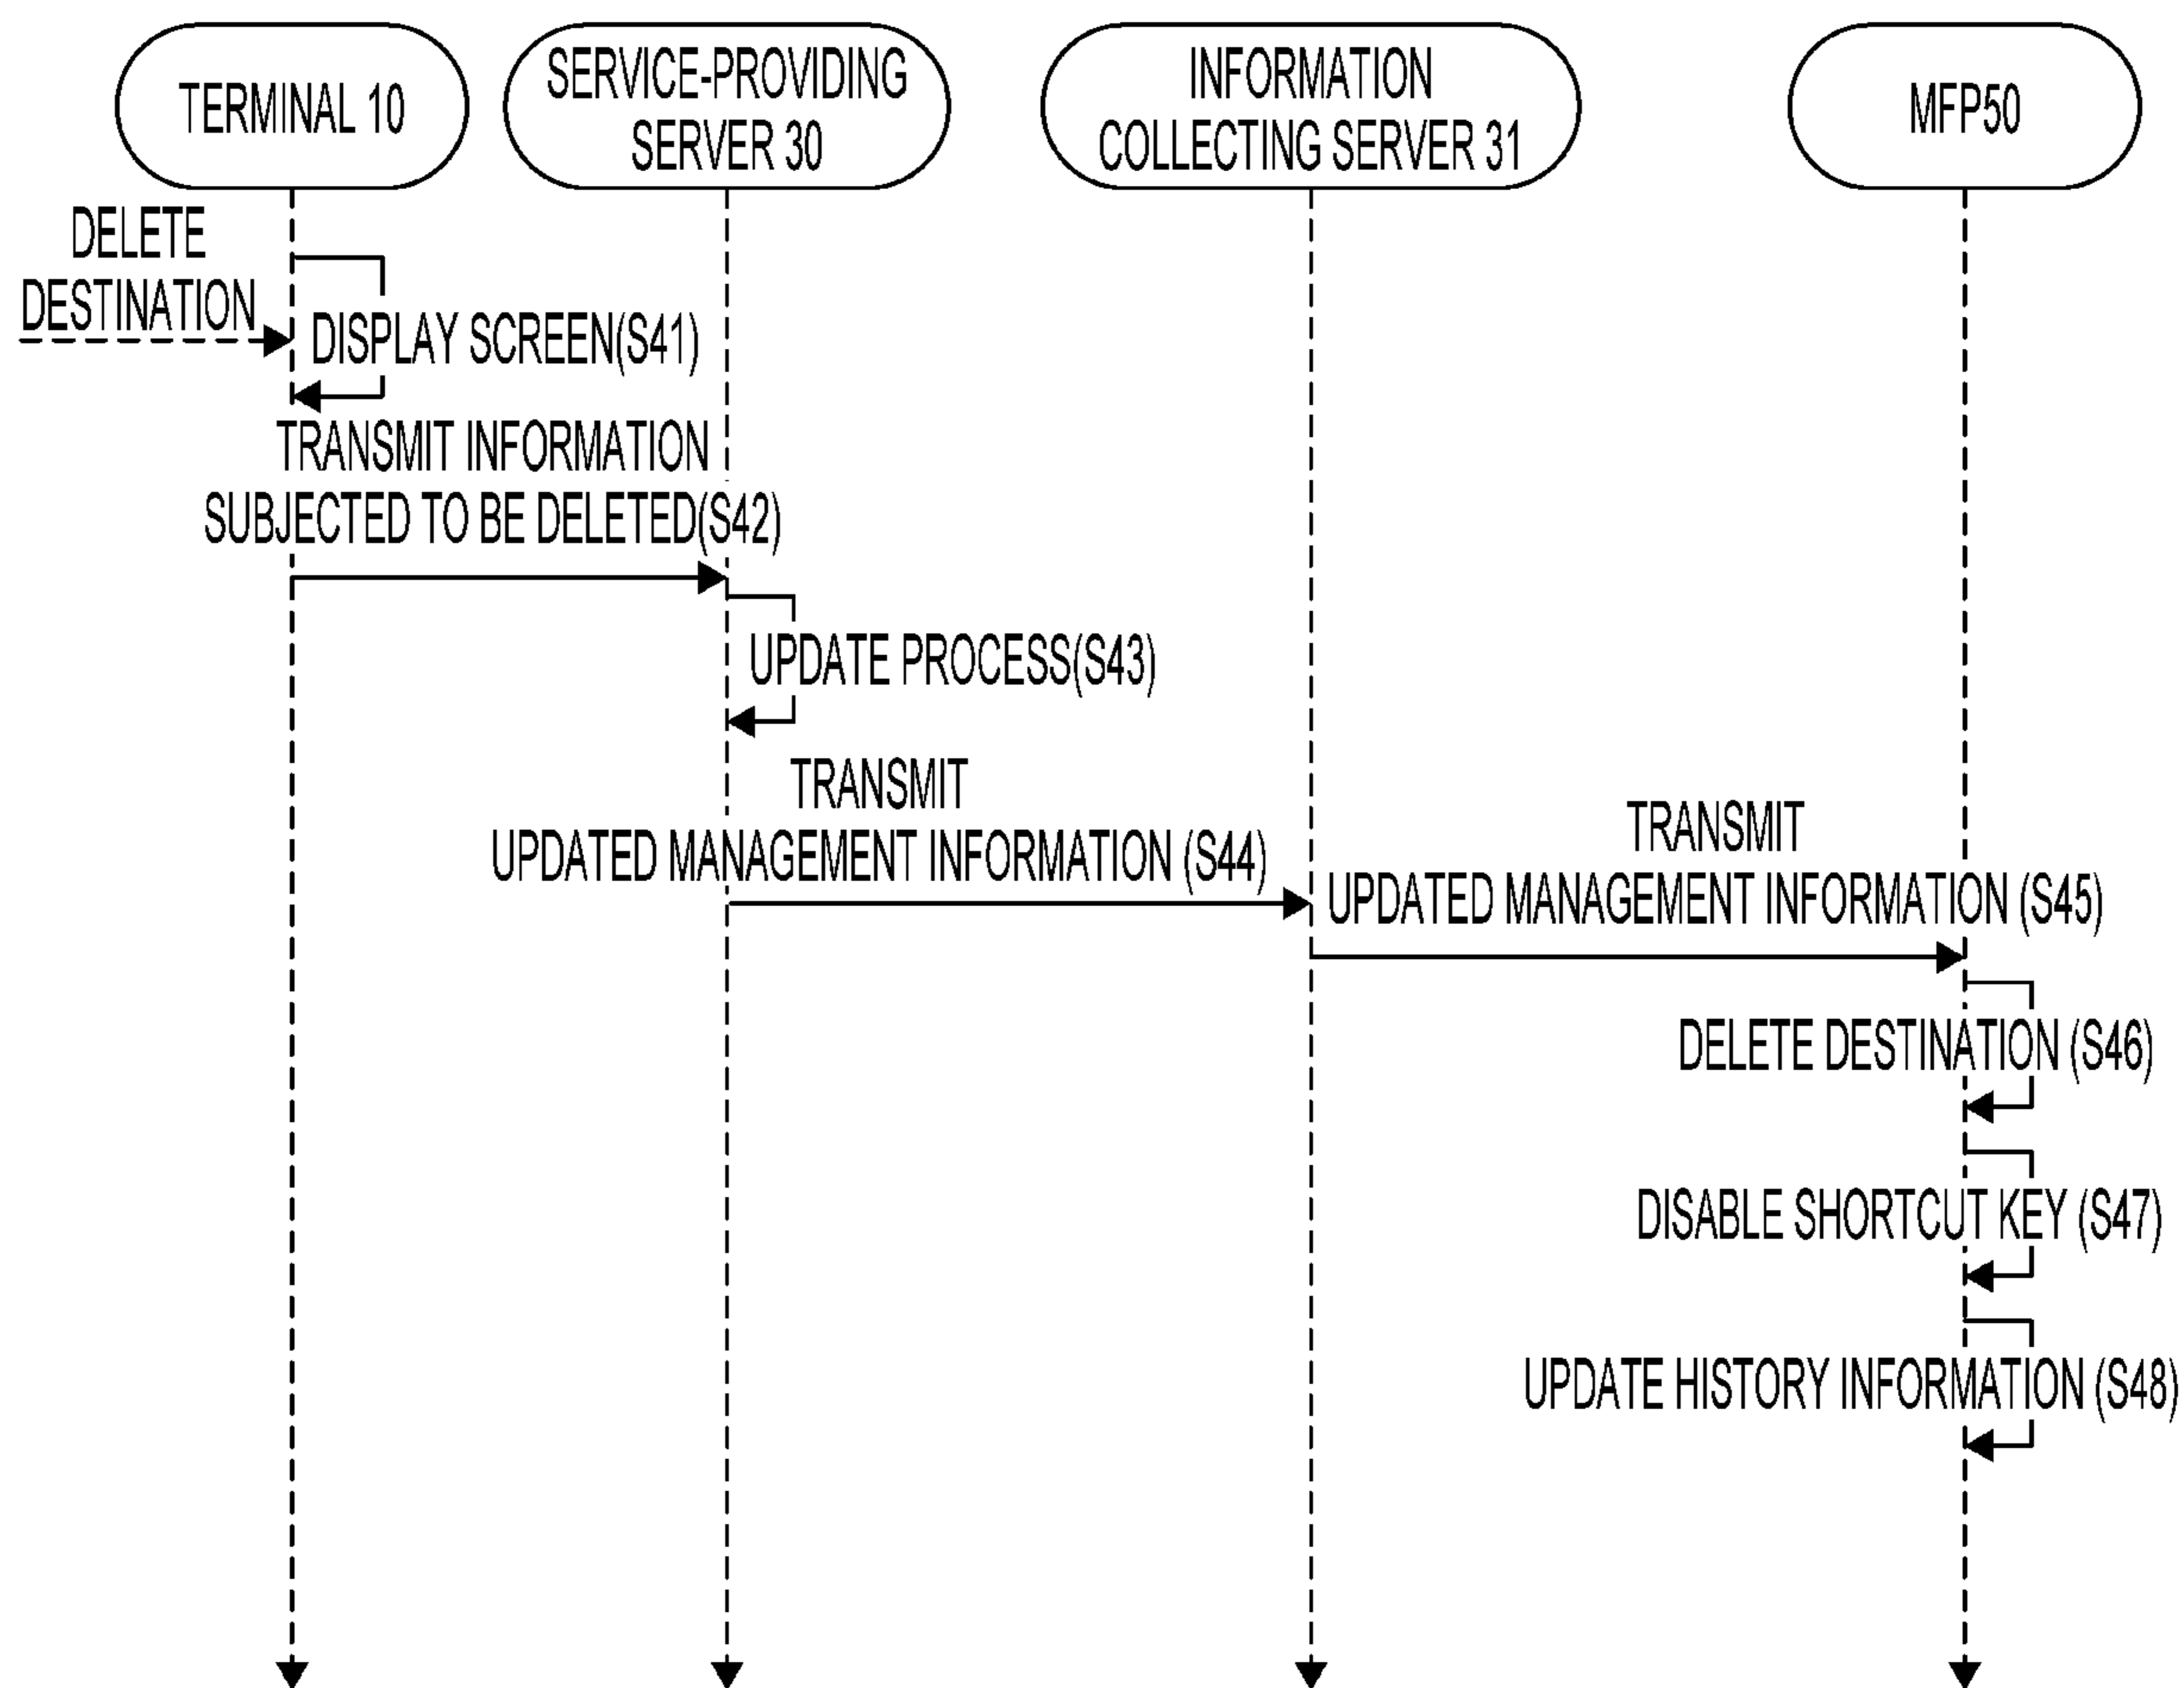 TERMINAL 10
SERVICE-PROVIDING
SERVER 30
INFORMATION
COLLECTING SERVER 31
MFP50
DELETE
DESTINATION
DISPLAY SCREEN(S41)
TRANSMIT INFORMATION
SUBJECTED TO BE DELETED(S42)
UPDATE PROCESS(S43)
TRANSMIT
UPDATED MANAGEMENT INFORMATION (S44)
TRANSMIT
UPDATED MANAGEMENT INFORMATION (S45)
DELETE DESTINATION (S46)
DISABLE SHORTCUT KEY (S47)
UPDATE HISTORY INFORMATION (S48)